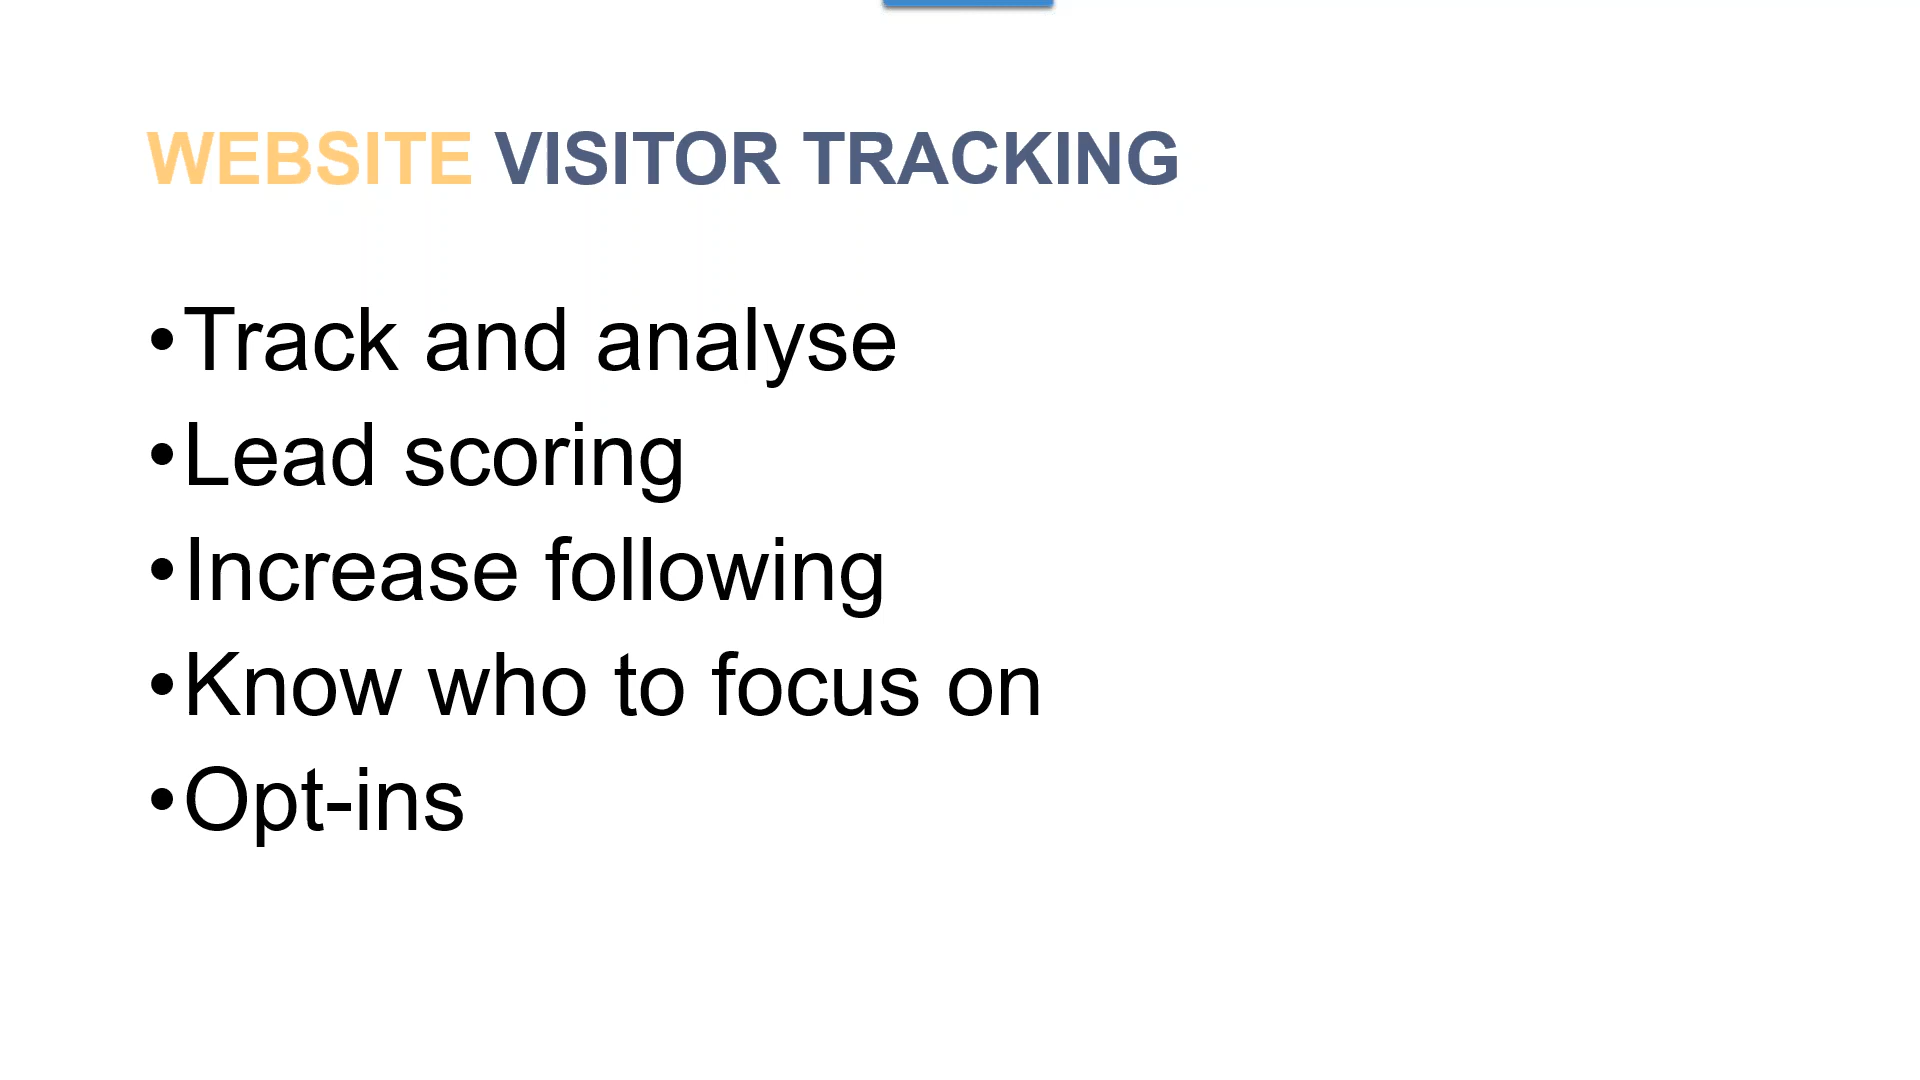 WEBSITE VISITOR TRACKING
•Track and analyse
•Lead scoring
•Increase following
•Know who to focus on
•Opt-ins